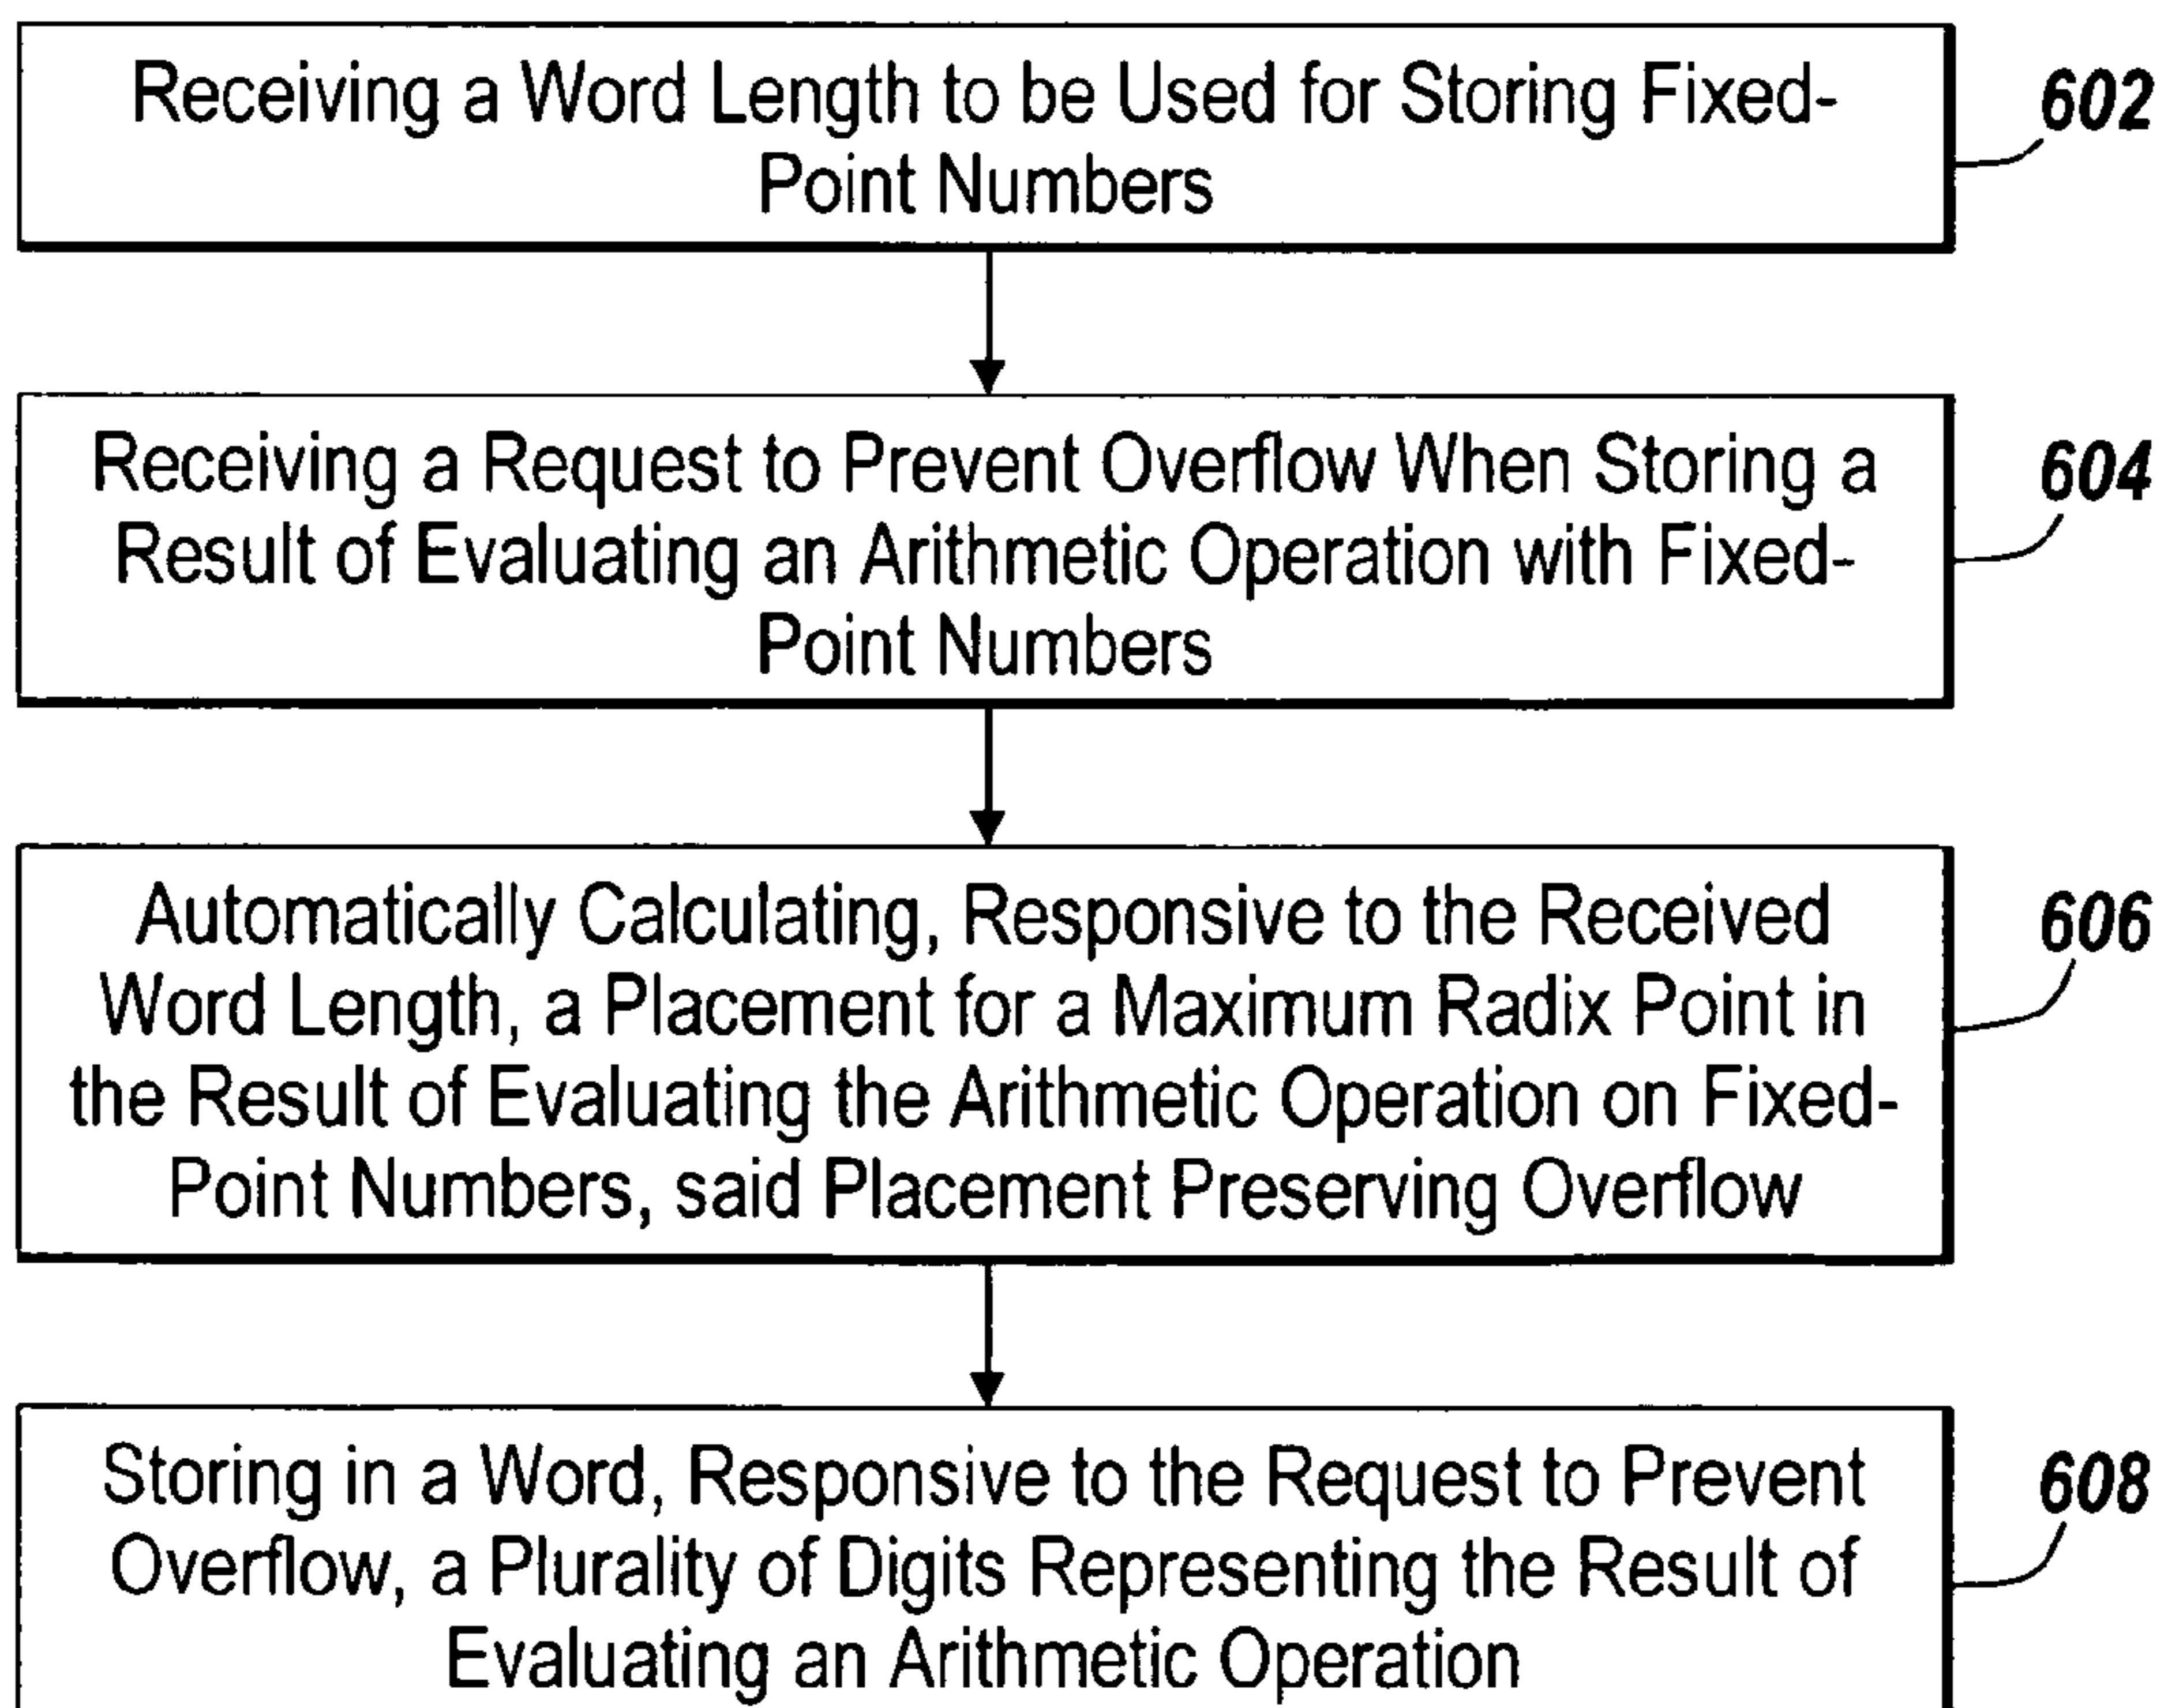 Receiving a Word Length to be Used for Storing Fixed-
Point Numbers
602
Receiving a Request to Prevent Overflow When Storing a
Result of Evaluating an Arithmetic Operation with Fixed-
Point Numbers
604
Automatically Calculating, Responsive to the Received
Word Length, a Placement for a Maximum Radix Point in
the Result of Evaluating the Arithmetic Operation on Fixed-
Point Numbers, said Placement Preserving Overflow
606
Storing in a Word, Responsive to the Request to Prevent
Overflow, a Plurality of Digits Representing the Result of
Evaluating an Arithmetic Operation
608